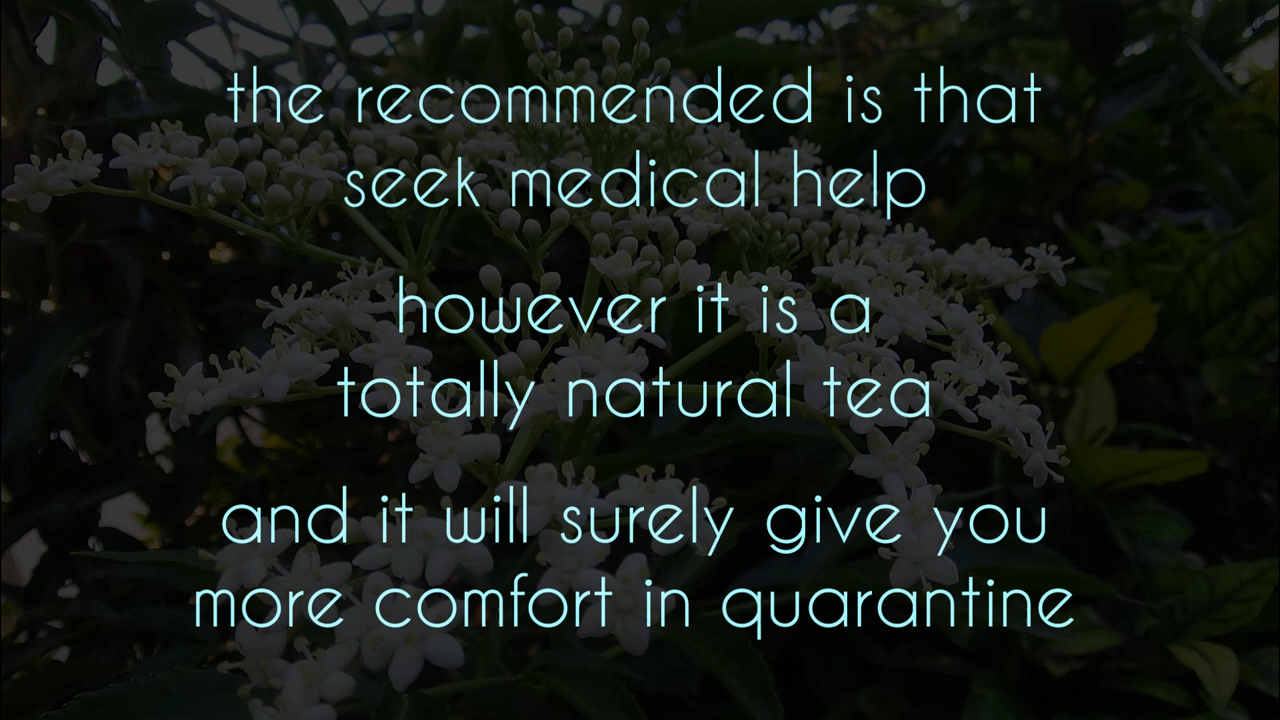 the recommended is that
seek medical help
however it is a
totally natural tea
and it will surely give you
more comfort in quarantine